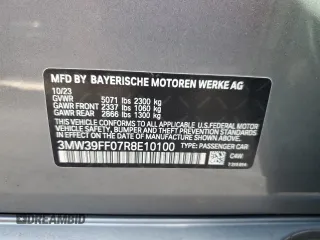 MFD BY BAYERISCHE MOTOREN WERKE AG
10/23
GVWR 5071 lbs 2300 kg
GAWR FRONT 2337 lbs 1060 kg
GAWR REAR 2866 lbs 1300 kg
THIS VEHICLE CONFORMS TO ALL APPLICABLE U.S. FEDERAL MOTOR
VEHICLE SAFETY, BUMPER AND THEFT PREVENTION STANDARDS IN
EFFECT ON THE DATE OF MANUFACTURE SHOWN ABOVE.
3MW39FF07R8E10100 TYPE: PASSENGER CAR
C4W
DREAMBID